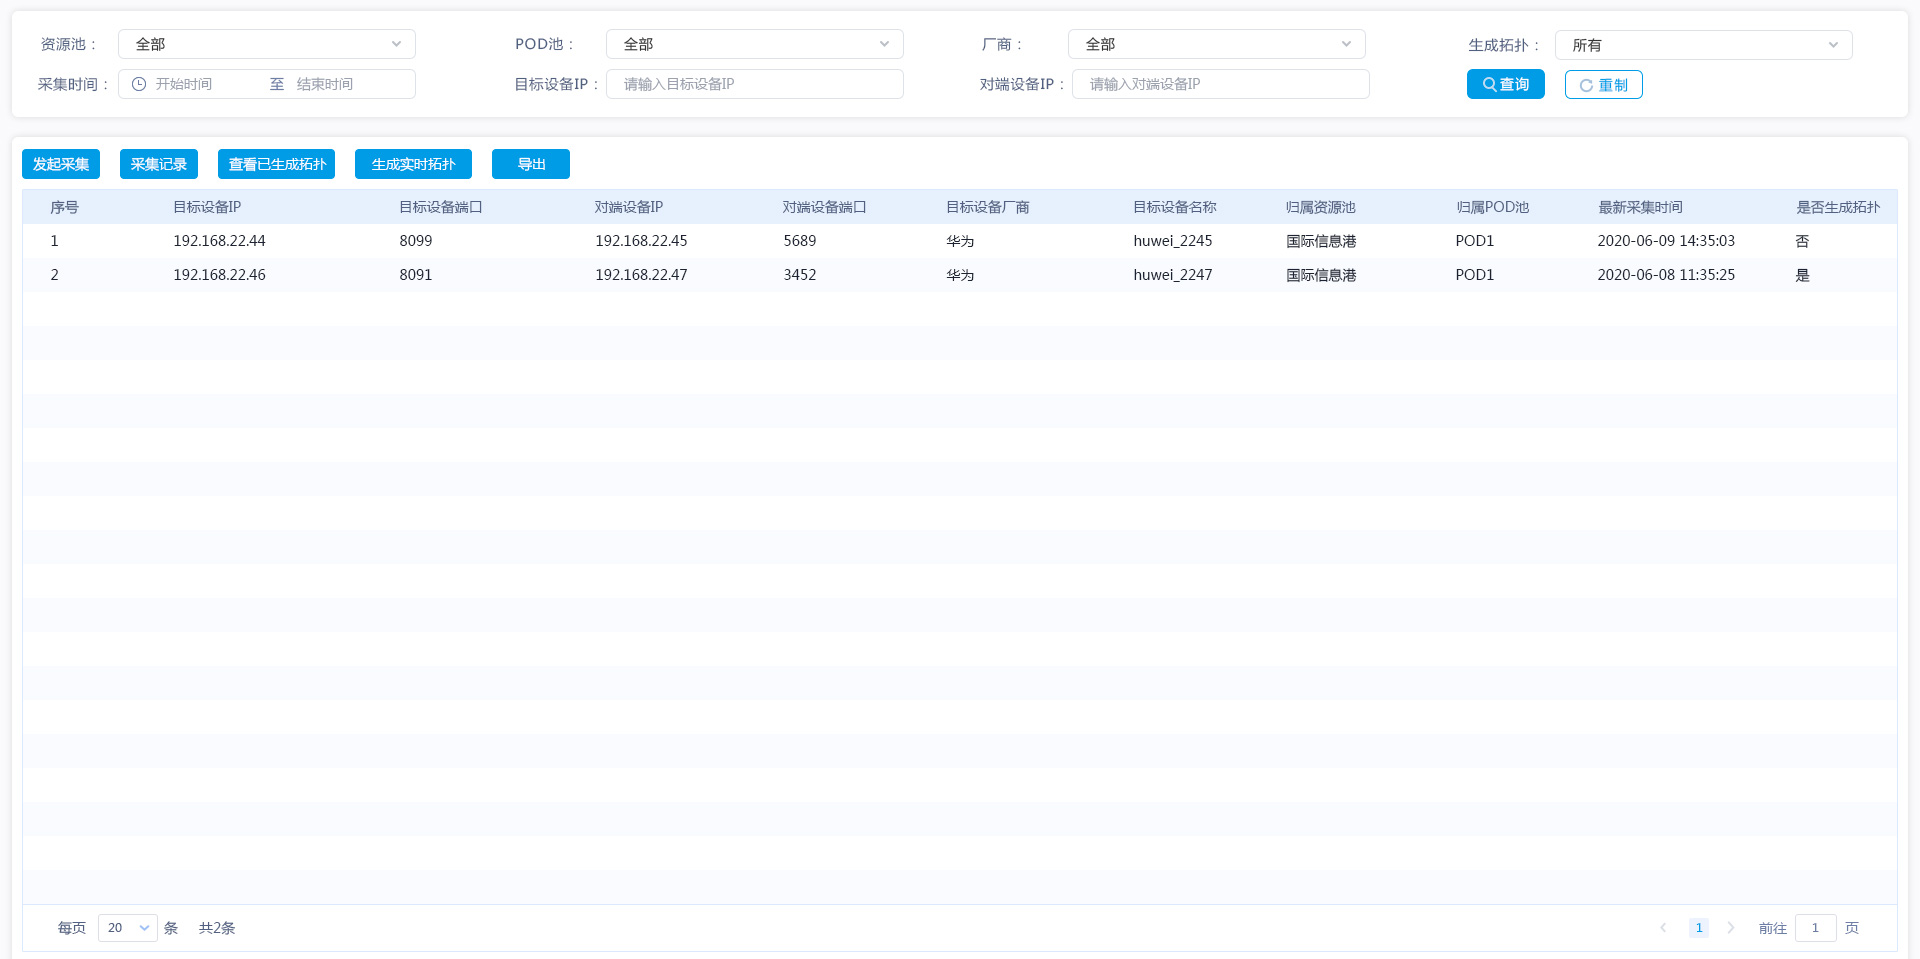 资源池： 全部 POD池： 全部 厂商： 全部 生成拓扑： 所有
采集时间： 开始时间 至 结束时间 目标设备IP： 请输入目标设备IP 对端设备IP： 请输入对端设备IP 查询 重制
发起采集 采集记录 查看已生成拓扑 生成实时拓扑 导出
序号 目标设备IP 目标设备端口 对端设备IP 对端设备端口 目标设备厂商 目标设备名称 归属资源池 归属POD池 最新采集时间 是否生成拓扑
1 192.168.22.44 8099 192.168.22.45 5689 华为 huwei_2245 国际信息港 POD1 2020-06-09 14:35:03 否
2 192.168.22.46 8091 192.168.22.47 3452 华为 huwei_2247 国际信息港 POD1 2020-06-08 11:35:25 是
每页 20 条 共2条 1 前往 1 页